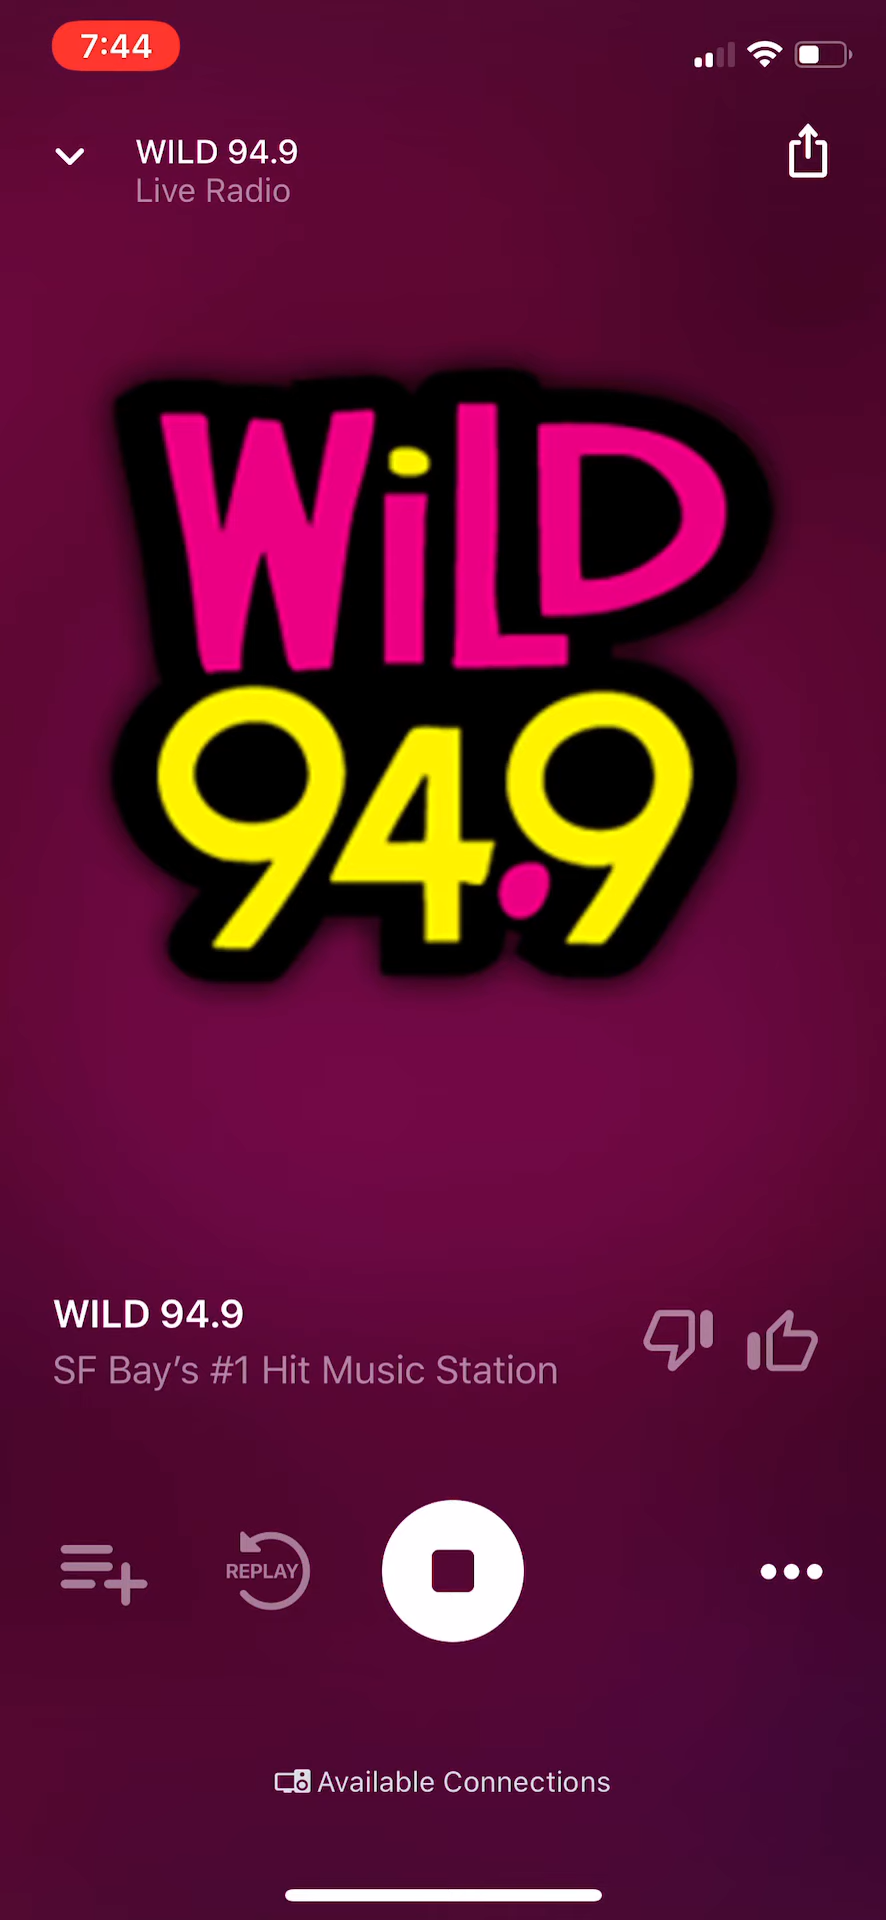 7:44
WILD 94.9
Live Radio
WiLD
94.9
WILD 94.9
SF Bay’s #1 Hit Music Station
REPLAY
Available Connections